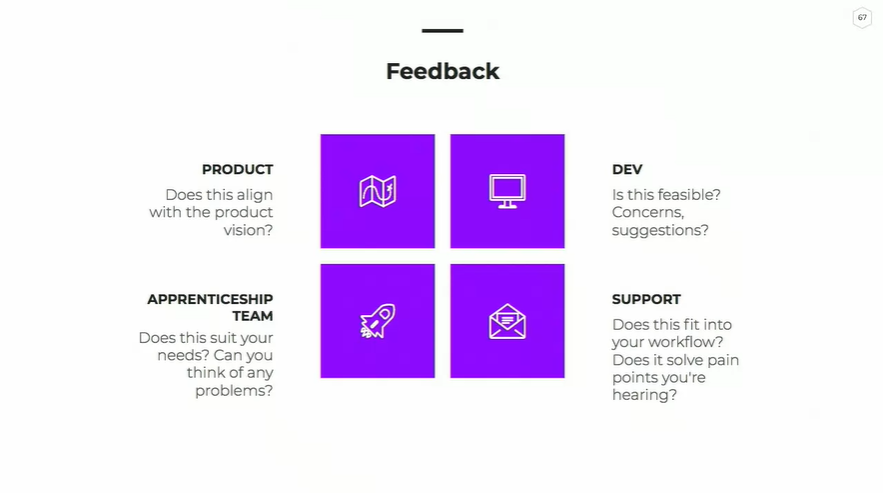 67
Feedback
PRODUCT
Does this align
with the product
vision?
DEV
Is this feasible?
Concerns,
suggestions?
APPRENTICESHIP
TEAM
Does this suit your
needs? Can you
think of any
problems?
SUPPORT
Does this fit into
your workflow?
Does it solve pain
points you're
hearing?